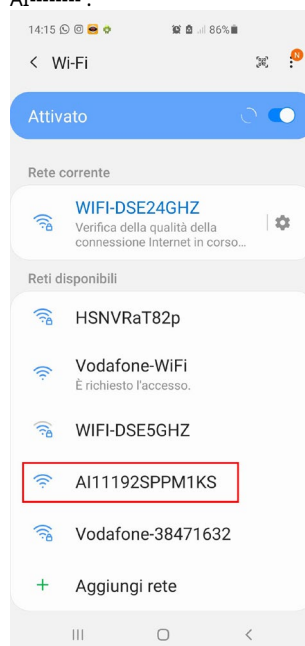 14:15 86%
Wi-Fi
N
Attivato
Rete corrente
WIFI-DSE24GHZ
Verifica della qualità della
connessione Internet in corso...
Reti disponibili
HSNVRaT82p
Vodafone-WiFi
È richiesto l'accesso.
WIFI-DSE5GHZ
AI11192SPPM1KS
Vodafone-38471632
+ Aggiungi rete